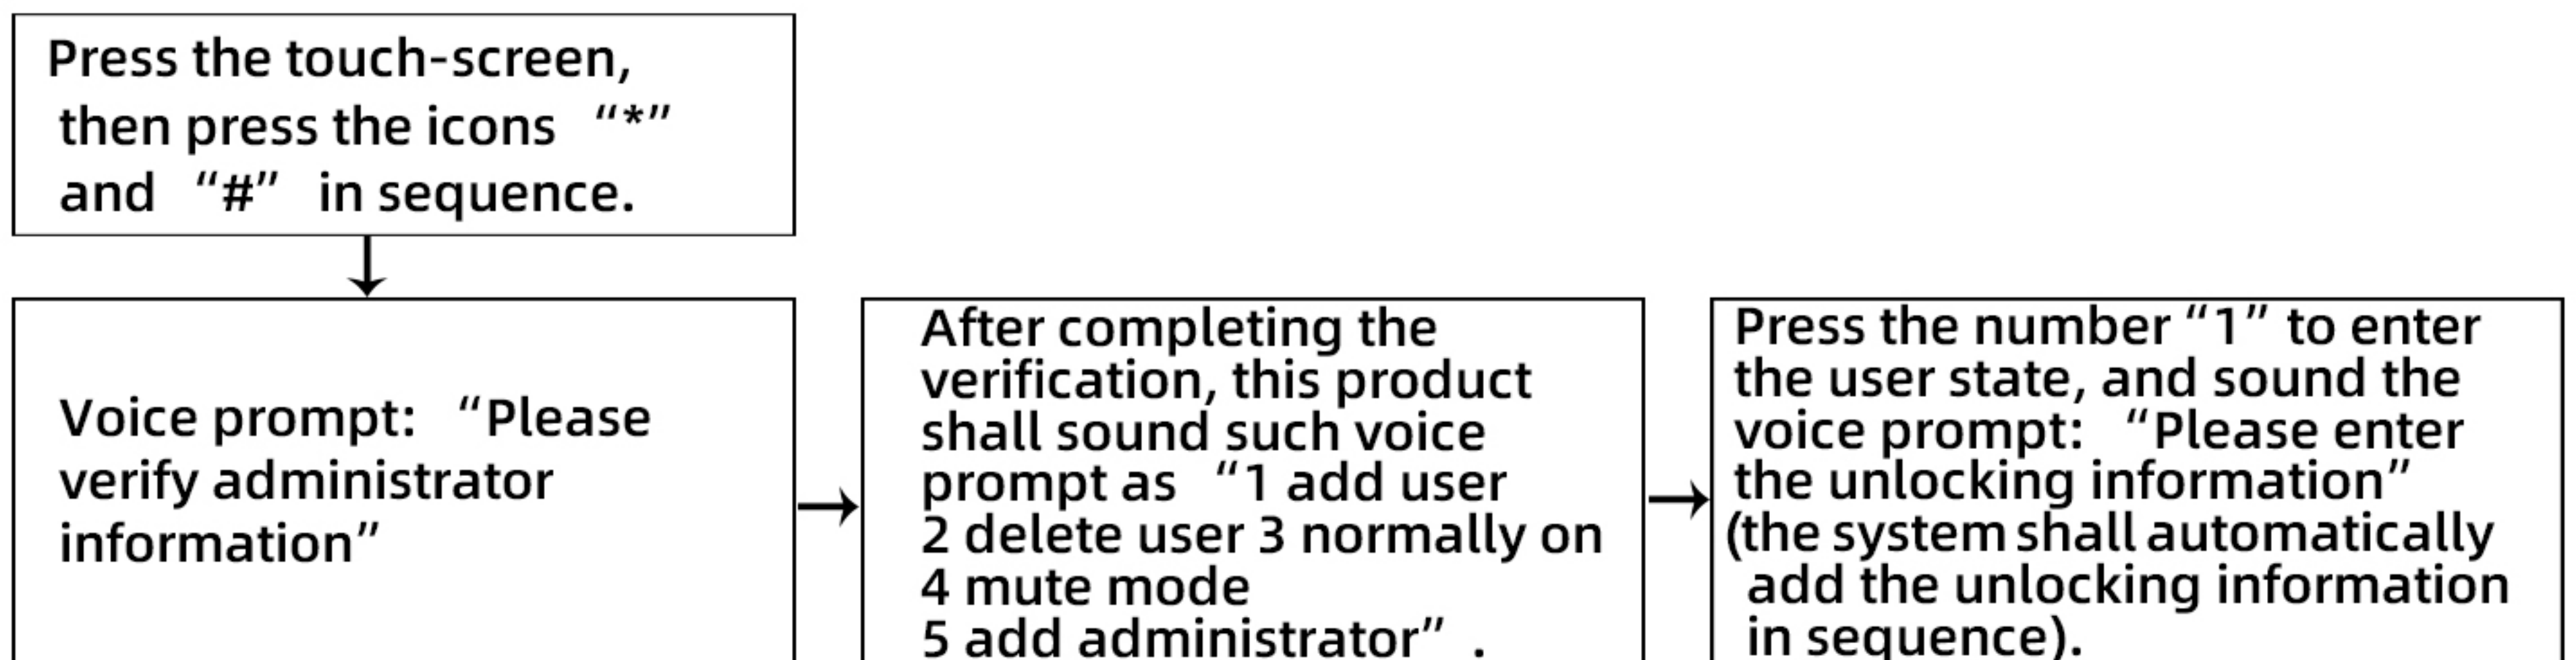 Press the touch-screen,
then press the icons “*”
and “#” in sequence.
Voice prompt: “Please
verify administrator
information”
After completing the
verification, this product
shall sound such voice
prompt as “1 add user
2 delete user 3 normally on
4 mute mode
5 add administrator” .
Press the number “1” to enter
the user state, and sound the
voice prompt: “Please enter
the unlocking information”
(the system shall automatically
add the unlocking information
in sequence).